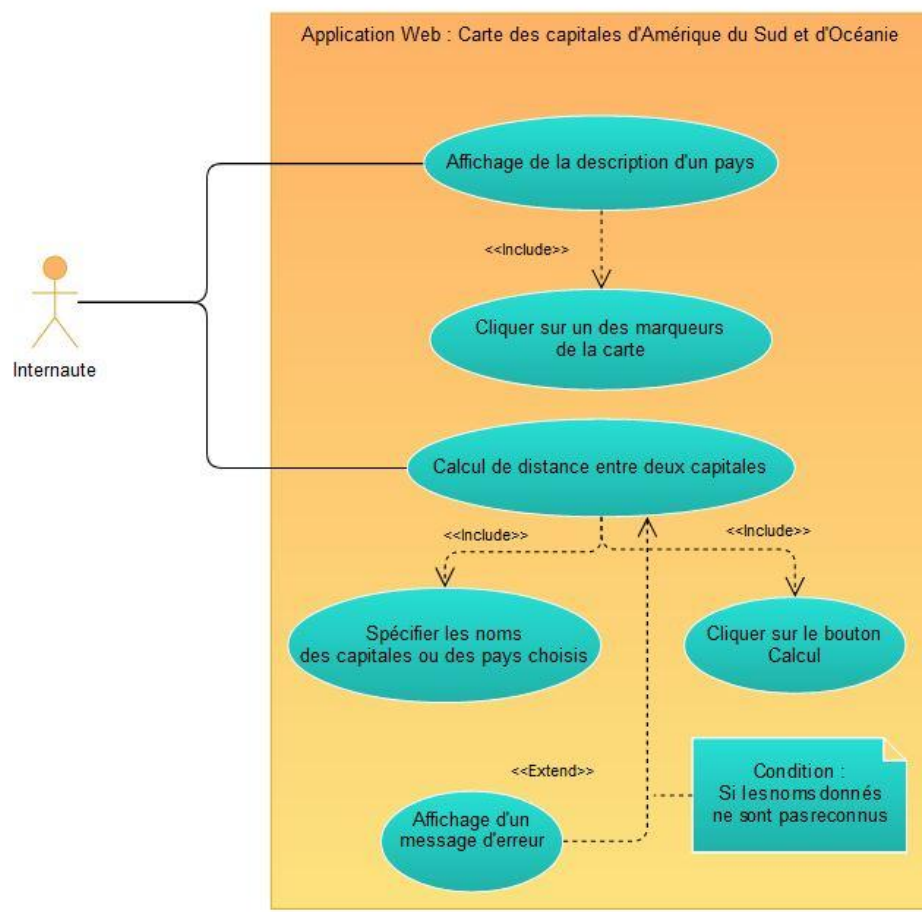 Application Web : Carte des capitales d'Amérique du Sud et d'Océanie
Affichage de la description d'un pays
<<Include>>
Internaute
Cliquer sur un des marqueurs
de la carte
Calcul de distance entre deux capitales
<<Include>>
<<Include>>
Spécifier les noms
des capitales ou des pays choisis
Cliquer sur le bouton
Calcul
<<Extend>>
Condition :
Si les noms donnés
ne sont pas reconnus
Affichage d'un
message d'erreur